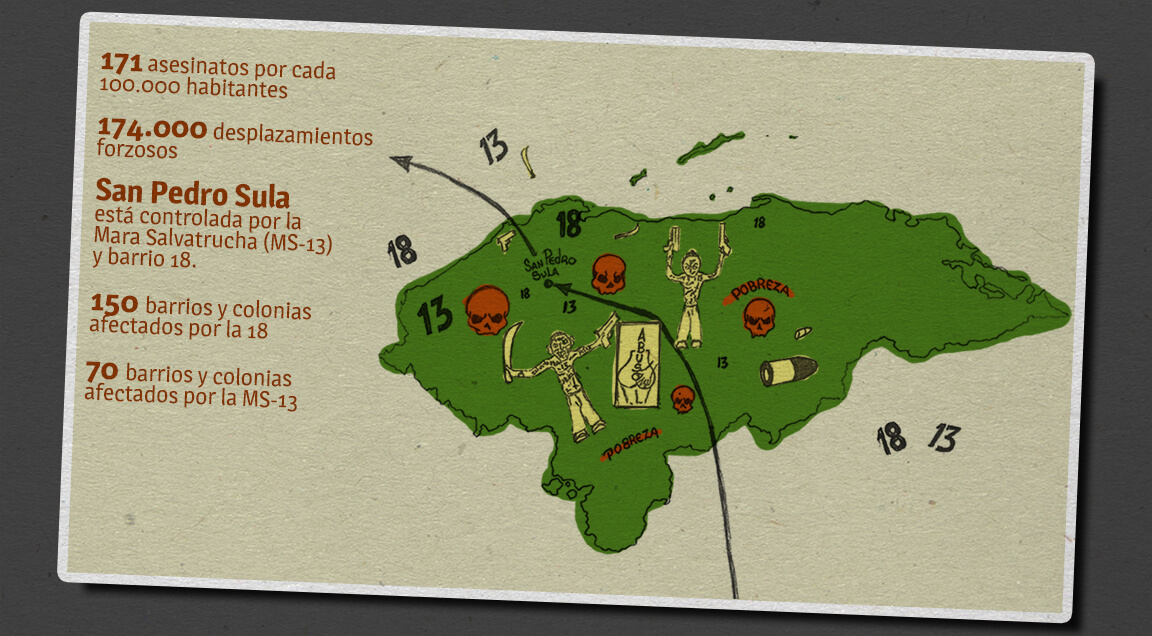 171 asesinatos por cada
100.000 habitantes
174.000 desplazamientos
forzosos
San Pedro Sula
está controlada por la
Mara Salvatrucha (MS-13)
y barrio 18.
150 barrios y colonias
afectados por la 18
70 barrios y colonias
afectados por la MS-13
13
18
18
18
SAN PEDRO
SULA
18
13
13
POBREZA
ABUSO
13
POBREZA
18
13